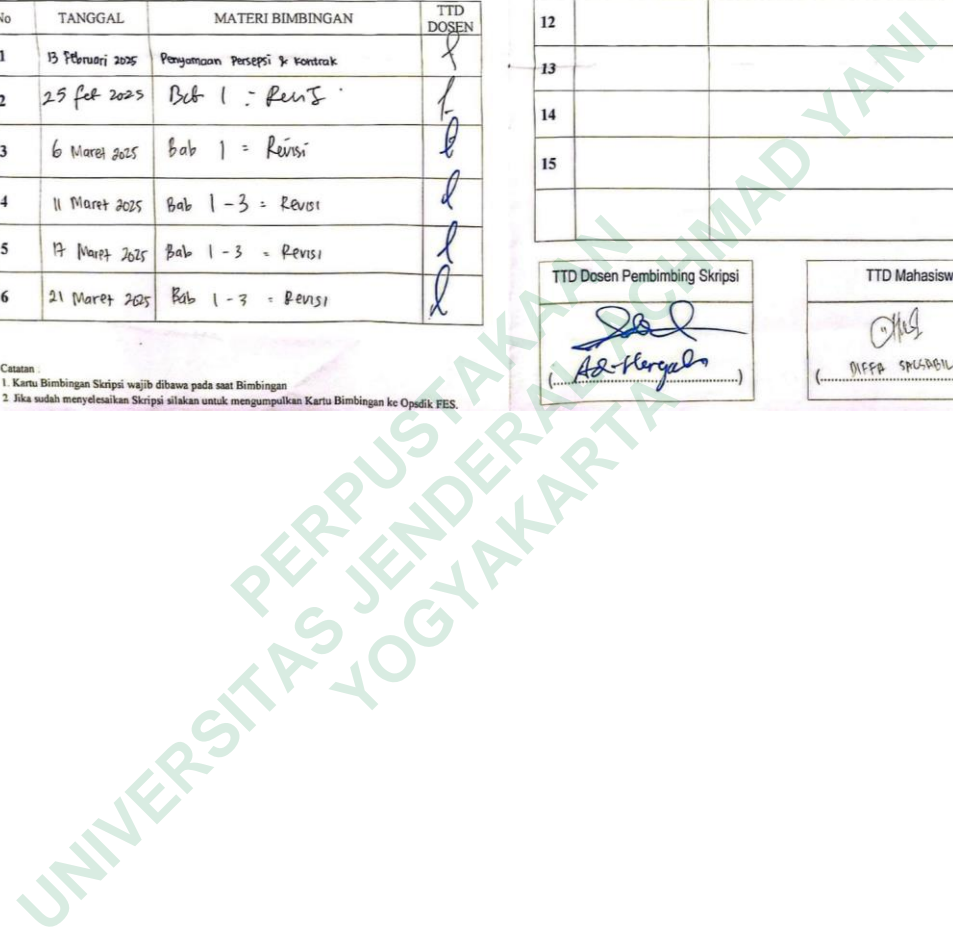 No TANGGAL MATERI BIMBINGAN TTD DOSEN
1 13 Februari 2025 Penyamaan Persepsi & Kontrak
2 25 feb 2025 Bab 1 : Revisi
3 6 Maret 2025 Bab 1 = Revisi
4 11 Maret 2025 Bab 1 - 3 = Revisi
5 17 Maret 2025 Bab 1 - 3 = Revisi
6 21 Maret 2025 Bab 1 - 3 = Revisi
Catatan :
1. Kartu Bimbingan Skripsi wajib dibawa pada saat Bimbingan
2. Jika sudah menyelesaikan Skripsi silakan untuk mengumpulkan Kartu Bimbingan ke Opsdik FES.
12
13
14
15
TTD Dosen Pembimbing Skripsi
TTD Mahasisw
DIFFA SALSABIL
PERPUSTAKAAN
UNIVERSITAS JENDERAL ACHMAD YANI
YOGYAKARTA